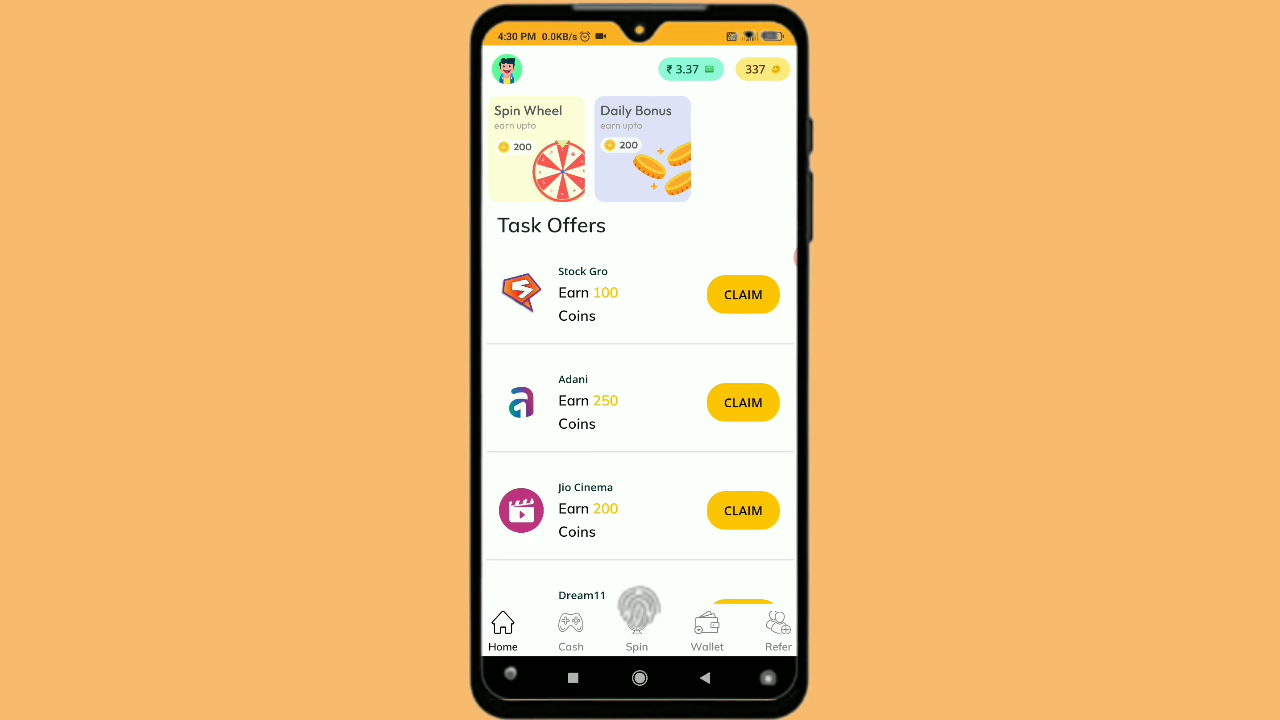 4:30 PM 0.0KB/s
₹ 3.37
337
Spin Wheel
earn upto
200
Daily Bonus
earn upto
200
Task Offers
Stock Gro
Earn 100
Coins
CLAIM
Adani
Earn 250
Coins
CLAIM
Jio Cinema
Earn 200
Coins
CLAIM
Dream11
Home
Cash
Spin
Wallet
Refer